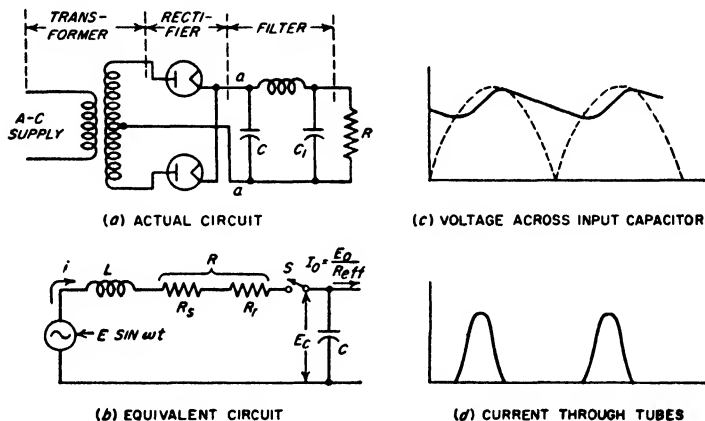 TRANS-
FORMER
RECTI-
FIER
FILTER
A-C
SUPPLY
a
a
C
C₁
R
(a) ACTUAL CIRCUIT
(c) VOLTAGE ACROSS INPUT CAPACITOR
i
L
R
Rs
Rr
S
I₀ = E₀/Reff
E SIN ωt
Ec
C
(b) EQUIVALENT CIRCUIT
(d) CURRENT THROUGH TUBES